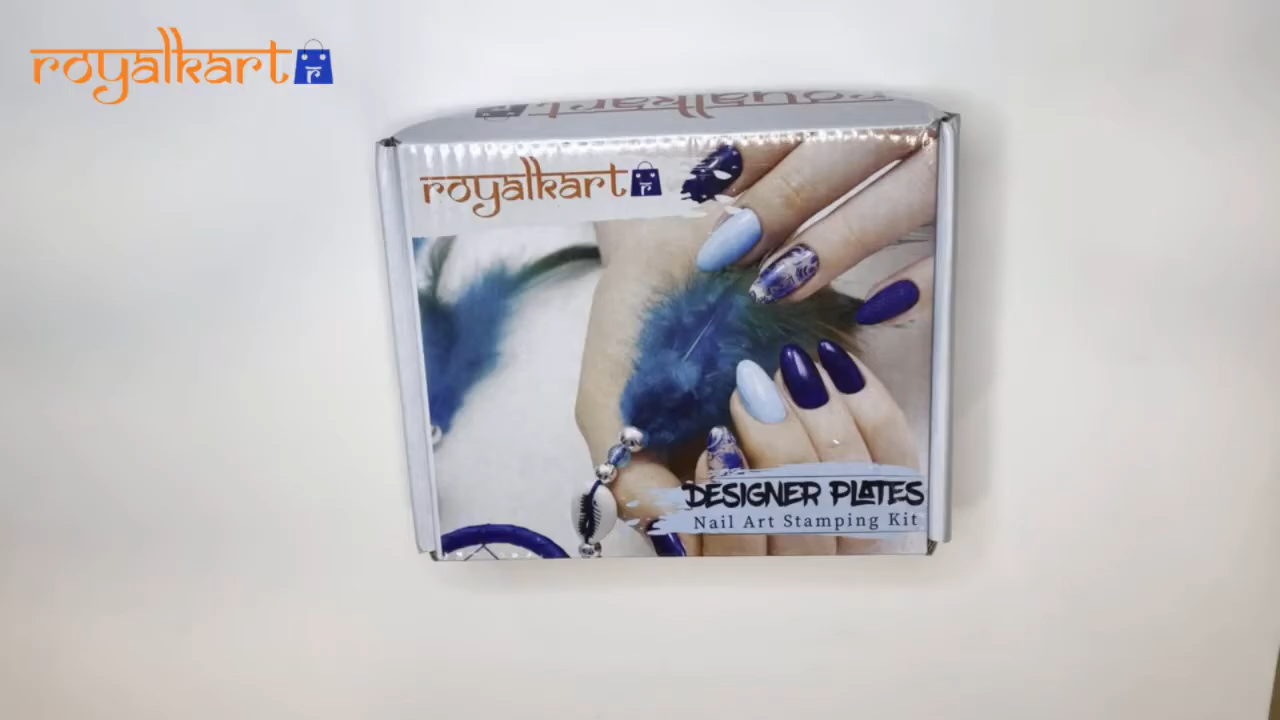 royalkart
r
royalkart
royalkart
r
DESIGNER PLATES
Nail Art Stamping Kit